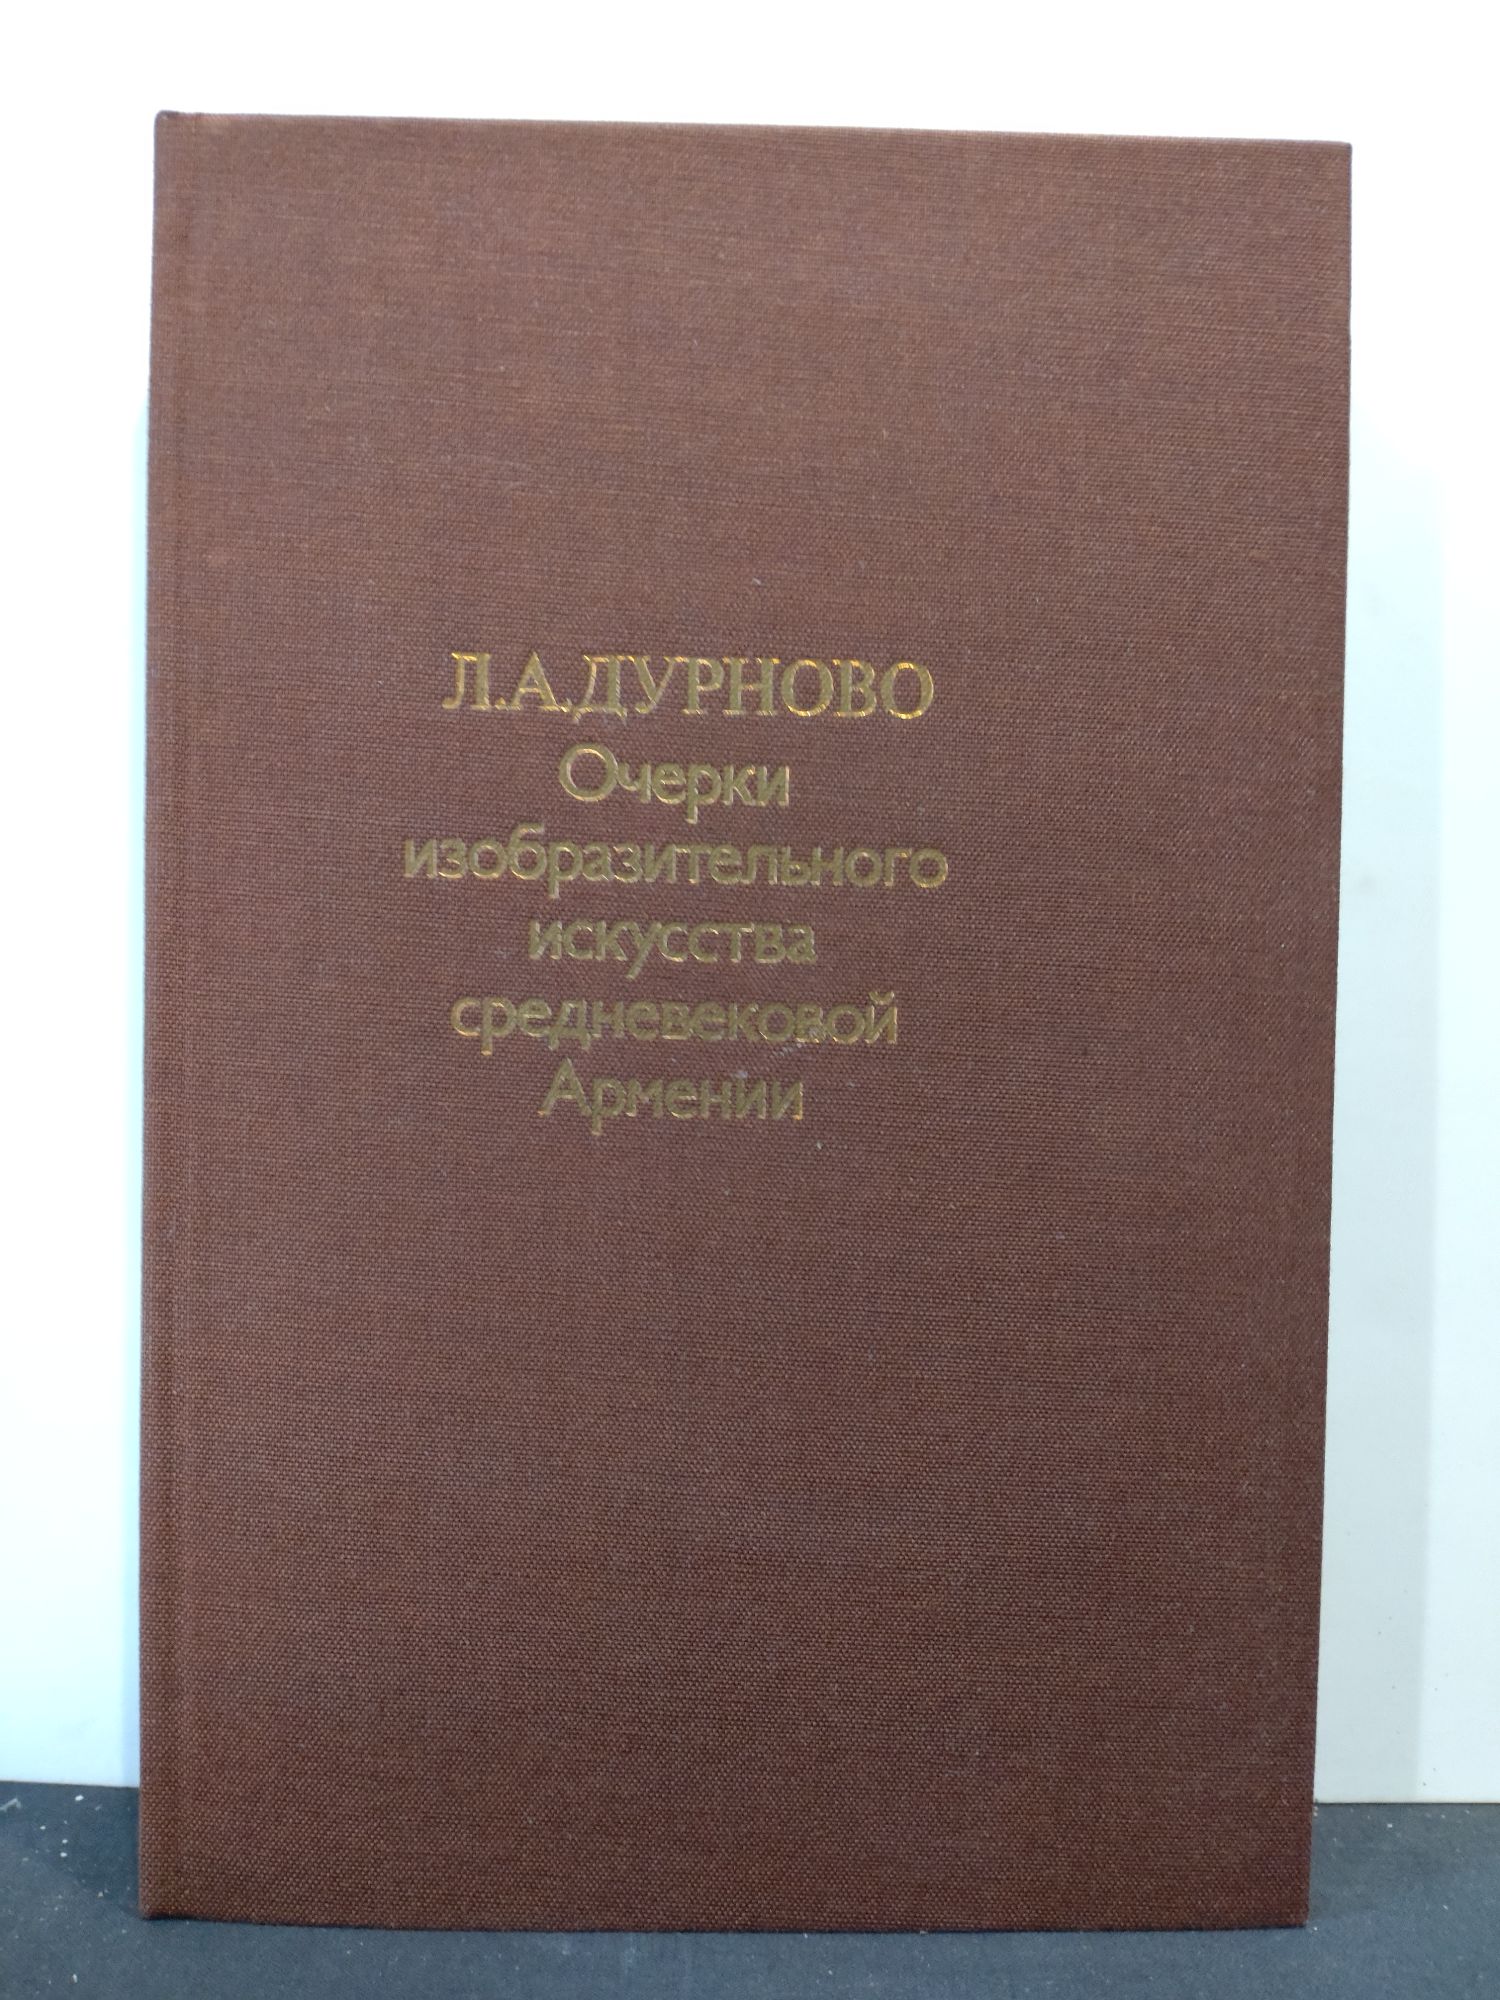 Л.А.ДУРНОВО
Очерки
изобразительного
искусства
средневековой
Армении